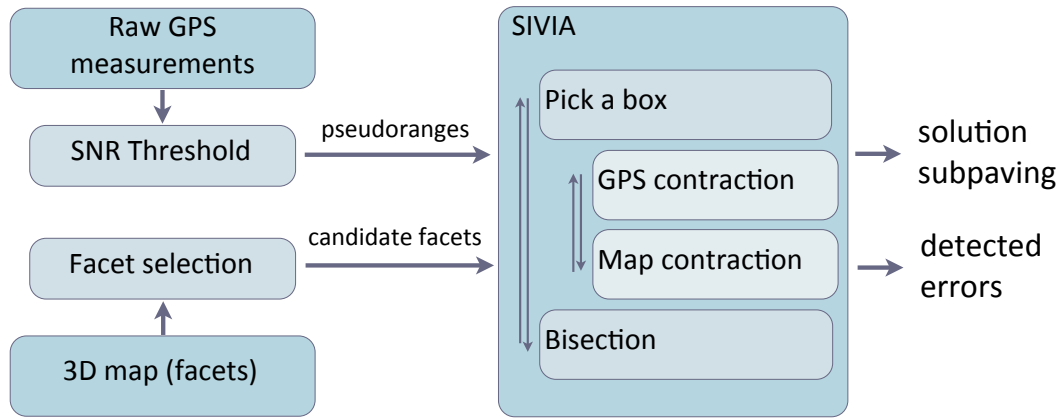 Raw GPS
measurements
SNR Threshold
pseudoranges
Facet selection
candidate facets
3D map (facets)
SIVIA
Pick a box
GPS contraction
Map contraction
Bisection
solution
subpaving
detected
errors